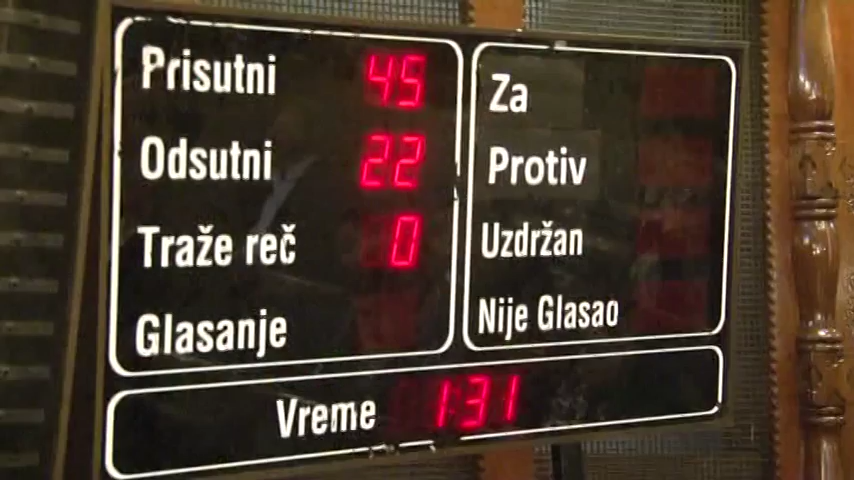 Prisutni 45
Odsutni 22
Traže reč 0
Glasanje
Za
Protiv
Uzdržan
Nije Glasao
Vreme 1:31